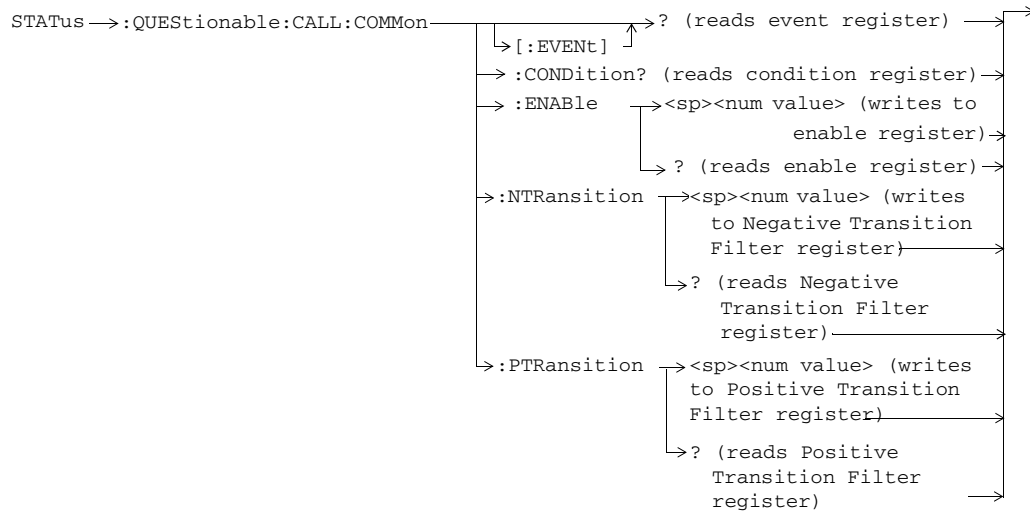 STATus :QUEStionable:CALL:COMMon ? (reads event register)
[:EVENt]
:CONDition? (reads condition register)
:ENABle <sp><num value> (writes to
enable register)
? (reads enable register)
:NTRansition <sp><num value> (writes
to Negative Transition
Filter register)
? (reads Negative
Transition Filter
register)
:PTRansition <sp><num value> (writes
to Positive Transition
Filter register)
? (reads Positive
Transition Filter
register)